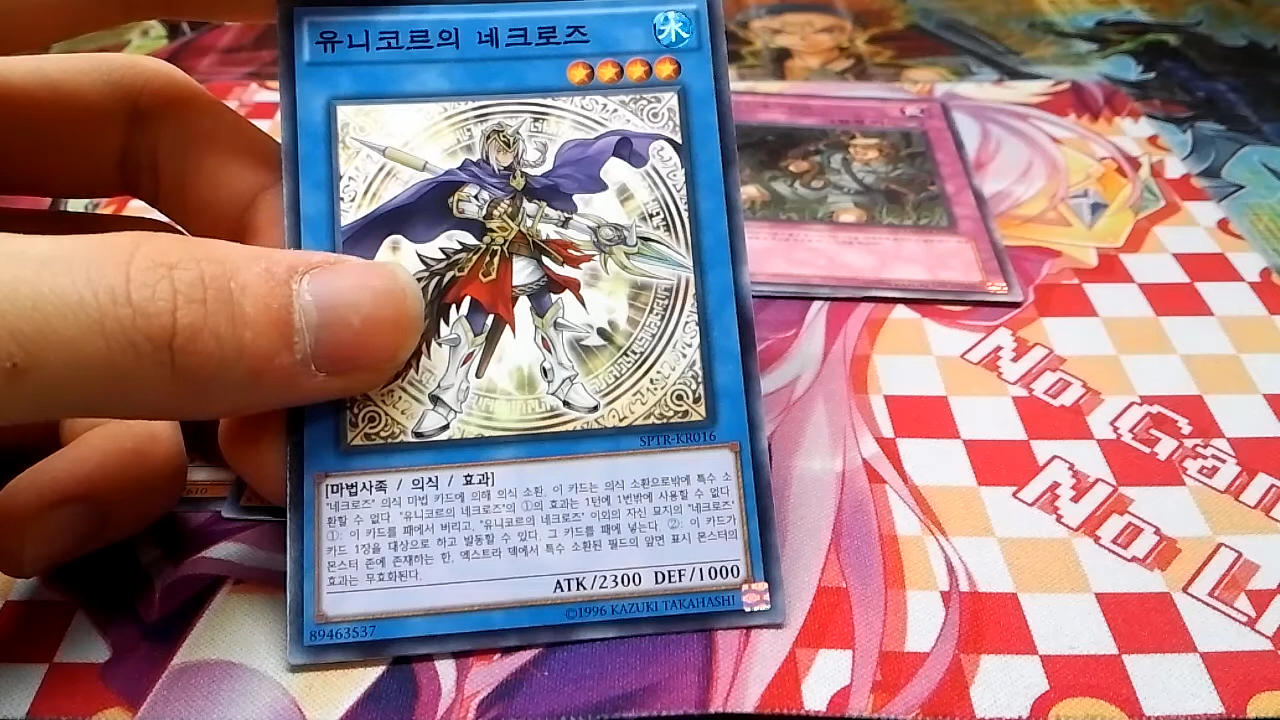 유니코르의 네크로즈
水
SPTR-KR016
[마법사족 / 의식 / 효과]
"네크로즈" 의식 마법 카드에 의해 의식 소환. 이 카드는 의식 소환으로밖에 특수 소
환할 수 없다. "유니코르의 네크로즈"의 ①의 효과는 1턴에 1번밖에 사용할 수 없다.
①: 이 카드를 패에서 버리고, "유니코르의 네크로즈" 이외의 자신 묘지의 "네크로즈"
카드 1장을 대상으로 하고 발동할 수 있다. 그 카드를 패에 넣는다. ②: 이 카드가
몬스터 존에 존재하는 한, 엑스트라 덱에서 특수 소환된 필드의 앞면 표시 몬스터의
효과는 무효화된다.
ATK/2300 DEF/1000
89463537
©1996 KAZUKI TAKAHASHI
No Gam
No L